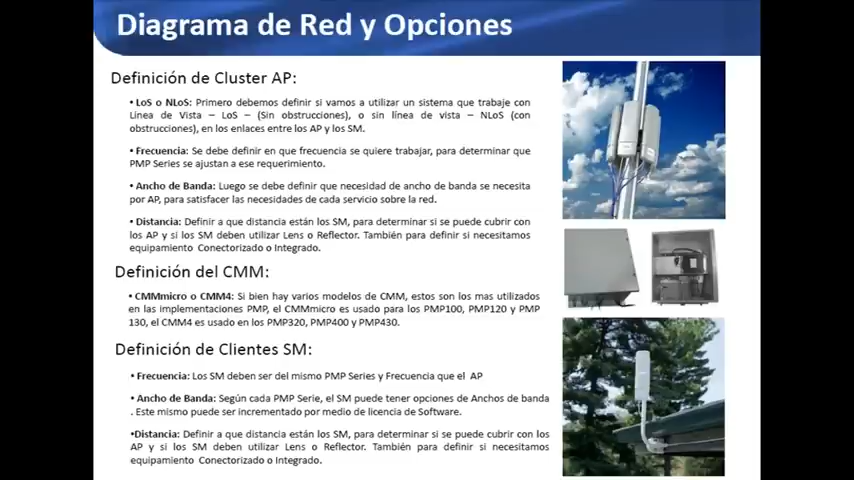 Diagrama de Red y Opciones
Definición de Cluster AP:
• LoS o NLoS: Primero debemos definir si vamos a utilizar un sistema que trabaje con
Línea de Vista – LoS – (Sin obstrucciones), o sin línea de vista – NLoS (con
obstrucciones), en los enlaces entre los AP y los SM.
• Frecuencia: Se debe definir en que frecuencia se quiere trabajar, para determinar que
PMP Series se ajustan a ese requerimiento.
• Ancho de Banda: Luego se debe definir que necesidad de ancho de banda se necesita
por AP, para satisfacer las necesidades de cada servicio sobre la red.
• Distancia: Definir a que distancia están los SM, para determinar si se puede cubrir con
los AP y si los SM deben utilizar Lens o Reflector. También para definir si necesitamos
equipamiento Conectorizado o Integrado.
Definición del CMM:
• CMMmicro o CMM4: Si bien hay varios modelos de CMM, estos son los mas utilizados
en las implementaciones PMP, el CMMmicro es usado para los PMP100, PMP120 y PMP
130, el CMM4 es usado en los PMP320, PMP400 y PMP430.
Definición de Clientes SM:
• Frecuencia: Los SM deben ser del mismo PMP Series y Frecuencia que el AP
• Ancho de Banda: Según cada PMP Serie, el SM puede tener opciones de Anchos de banda
. Este mismo puede ser incrementado por medio de licencia de Software.
•Distancia: Definir a que distancia están los SM, para determinar si se puede cubrir con los
AP y si los SM deben utilizar Lens o Reflector. También para definir si necesitamos
equipamiento Conectorizado o Integrado.